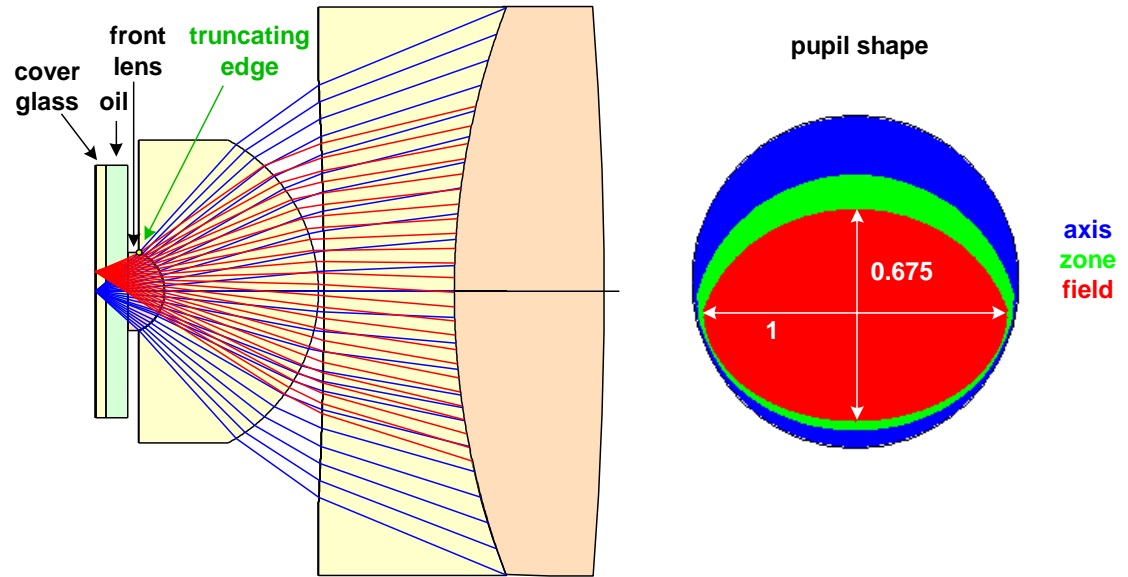 cover
glass
oil
front
lens
truncating
edge
pupil shape
0.675
1
axis
zone
field